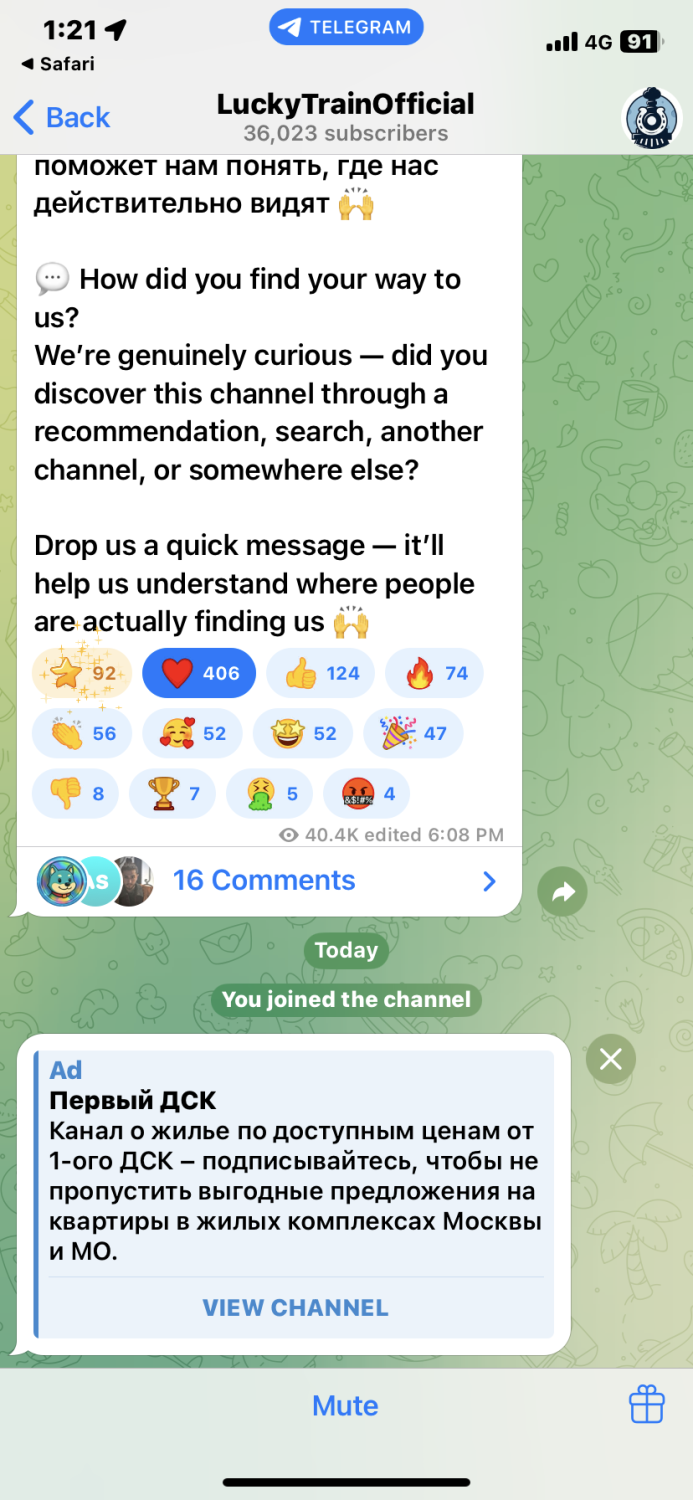 1:21
TELEGRAM
4G 91
◀ Safari
Back
LuckyTrainOfficial
36,023 subscribers
поможет нам понять, где нас
действительно видят 🙌
💬 How did you find your way to
us?
We're genuinely curious — did you
discover this channel through a
recommendation, search, another
channel, or somewhere else?
Drop us a quick message — it'll
help us understand where people
are actually finding us 🙌
⭐ 92 ❤️ 406 👍 124 🔥 74
👏 56 🥰 52 🤩 52 🎉 47
👎 8 🏆 7 🤮 5 🤬 4
40.4K edited 6:08 PM
AS
16 Comments
Today
You joined the channel
Ad
Первый ДСК
Канал о жилье по доступным ценам от
1-ого ДСК – подписывайтесь, чтобы не
пропустить выгодные предложения на
квартиры в жилых комплексах Москвы
и МО.
VIEW CHANNEL
Mute